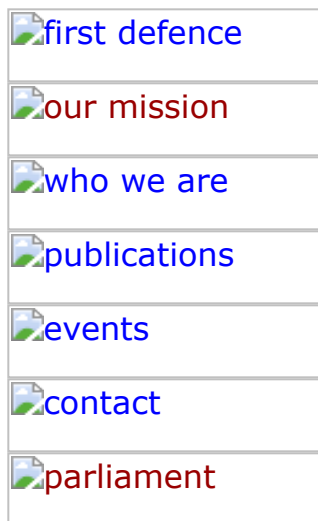 first defence
our mission
who we are
publications
events
contact
parliament